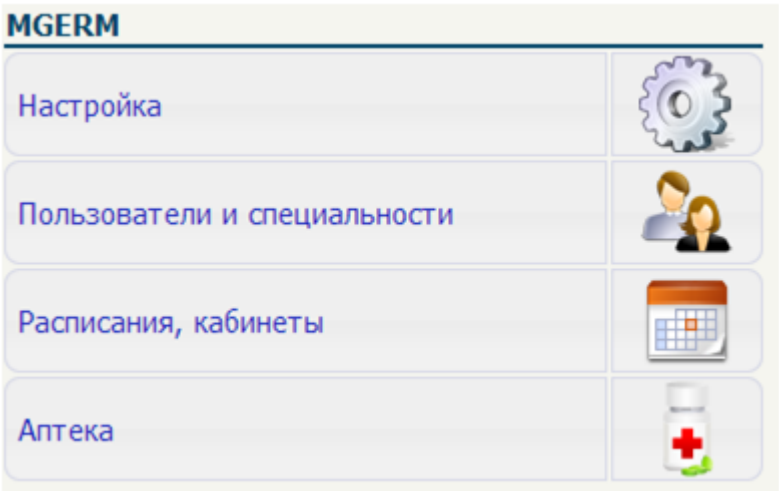 MGERM
Настройка
Пользователи и специальности
Расписания, кабинеты
Аптека